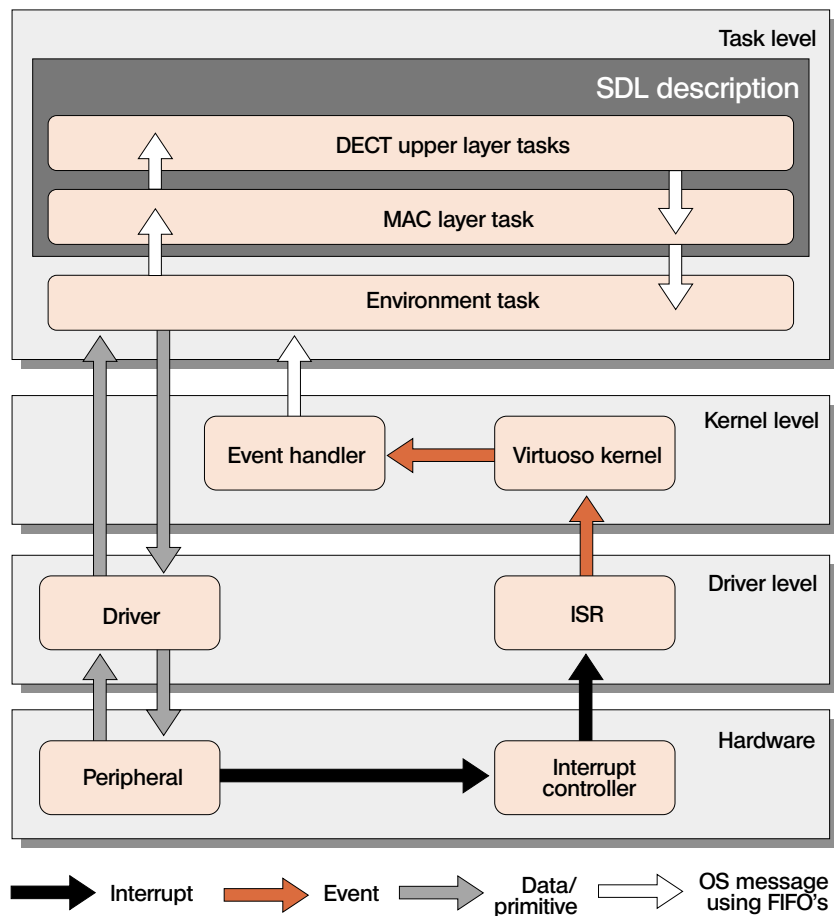 Task level
SDL description
DECT upper layer tasks
MAC layer task
Environment task
Kernel level
Event handler
Virtuoso kernel
Driver level
Driver
ISR
Hardware
Peripheral
Interrupt
controller
Interrupt
Event
Data/
primitive
OS message
using FIFO's